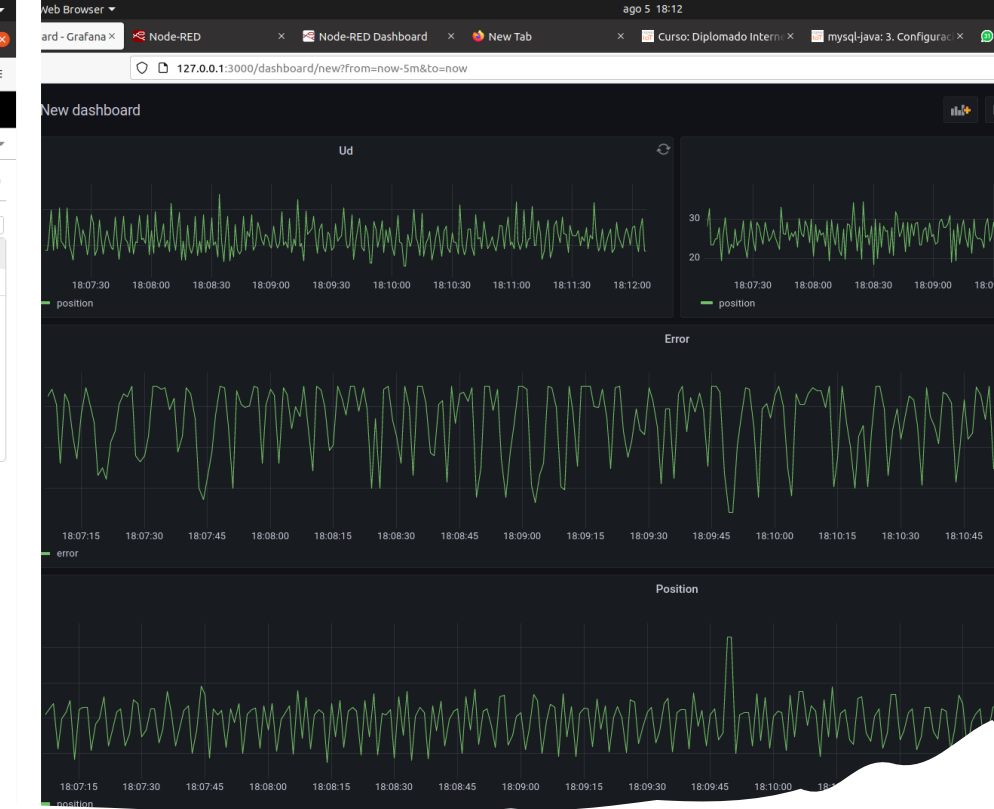 Web Browser
ago 5 18:12
ard - Grafana
Node-RED
Node-RED Dashboard
New Tab
Curso: Diplomado Interne
mysql-java: 3. Configurac
127.0.0.1:3000/dashboard/new?from=now-5m&to=now
New dashboard
Ud
18:07:30 18:08:00 18:08:30 18:09:00 18:09:30 18:10:00 18:10:30 18:11:00 18:11:30 18:12:00
position
30
20
18:07:30 18:08:00 18:08:30 18:09:00 18:0
position
Error
18:07:15 18:07:30 18:07:45 18:08:00 18:08:15 18:08:30 18:08:45 18:09:00 18:09:15 18:09:30 18:09:45 18:10:00 18:10:15 18:10:30 18:10:45
error
Position
18:07:15 18:07:30 18:07:45 18:08:00 18:08:15 18:08:30 18:08:45 18:09:00 18:09:15 18:09:30 18:09:45 18:10:00 18:1
position